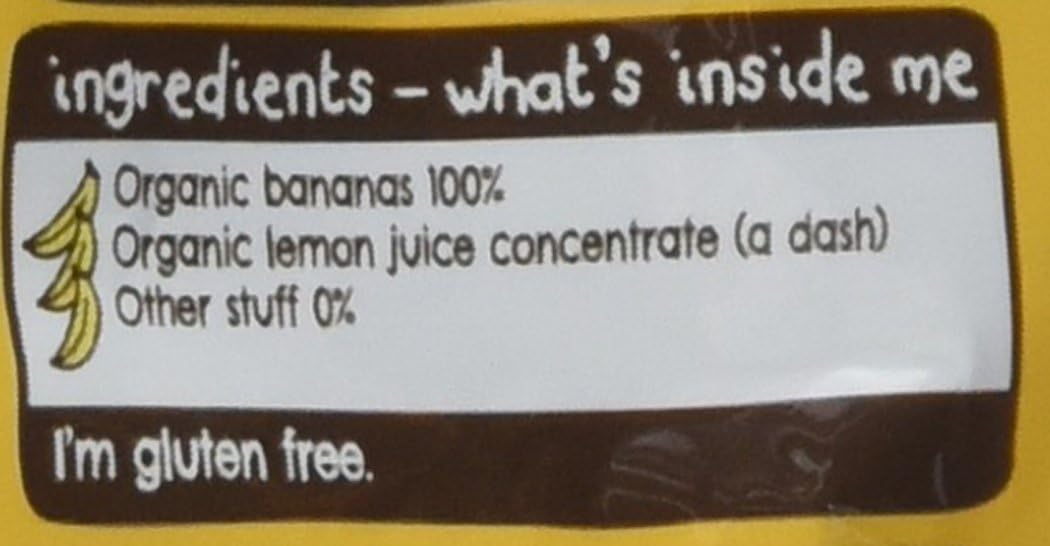 ingredients – what's inside me
Organic bananas 100%
Organic lemon juice concentrate (a dash)
Other stuff 0%
I'm gluten free.